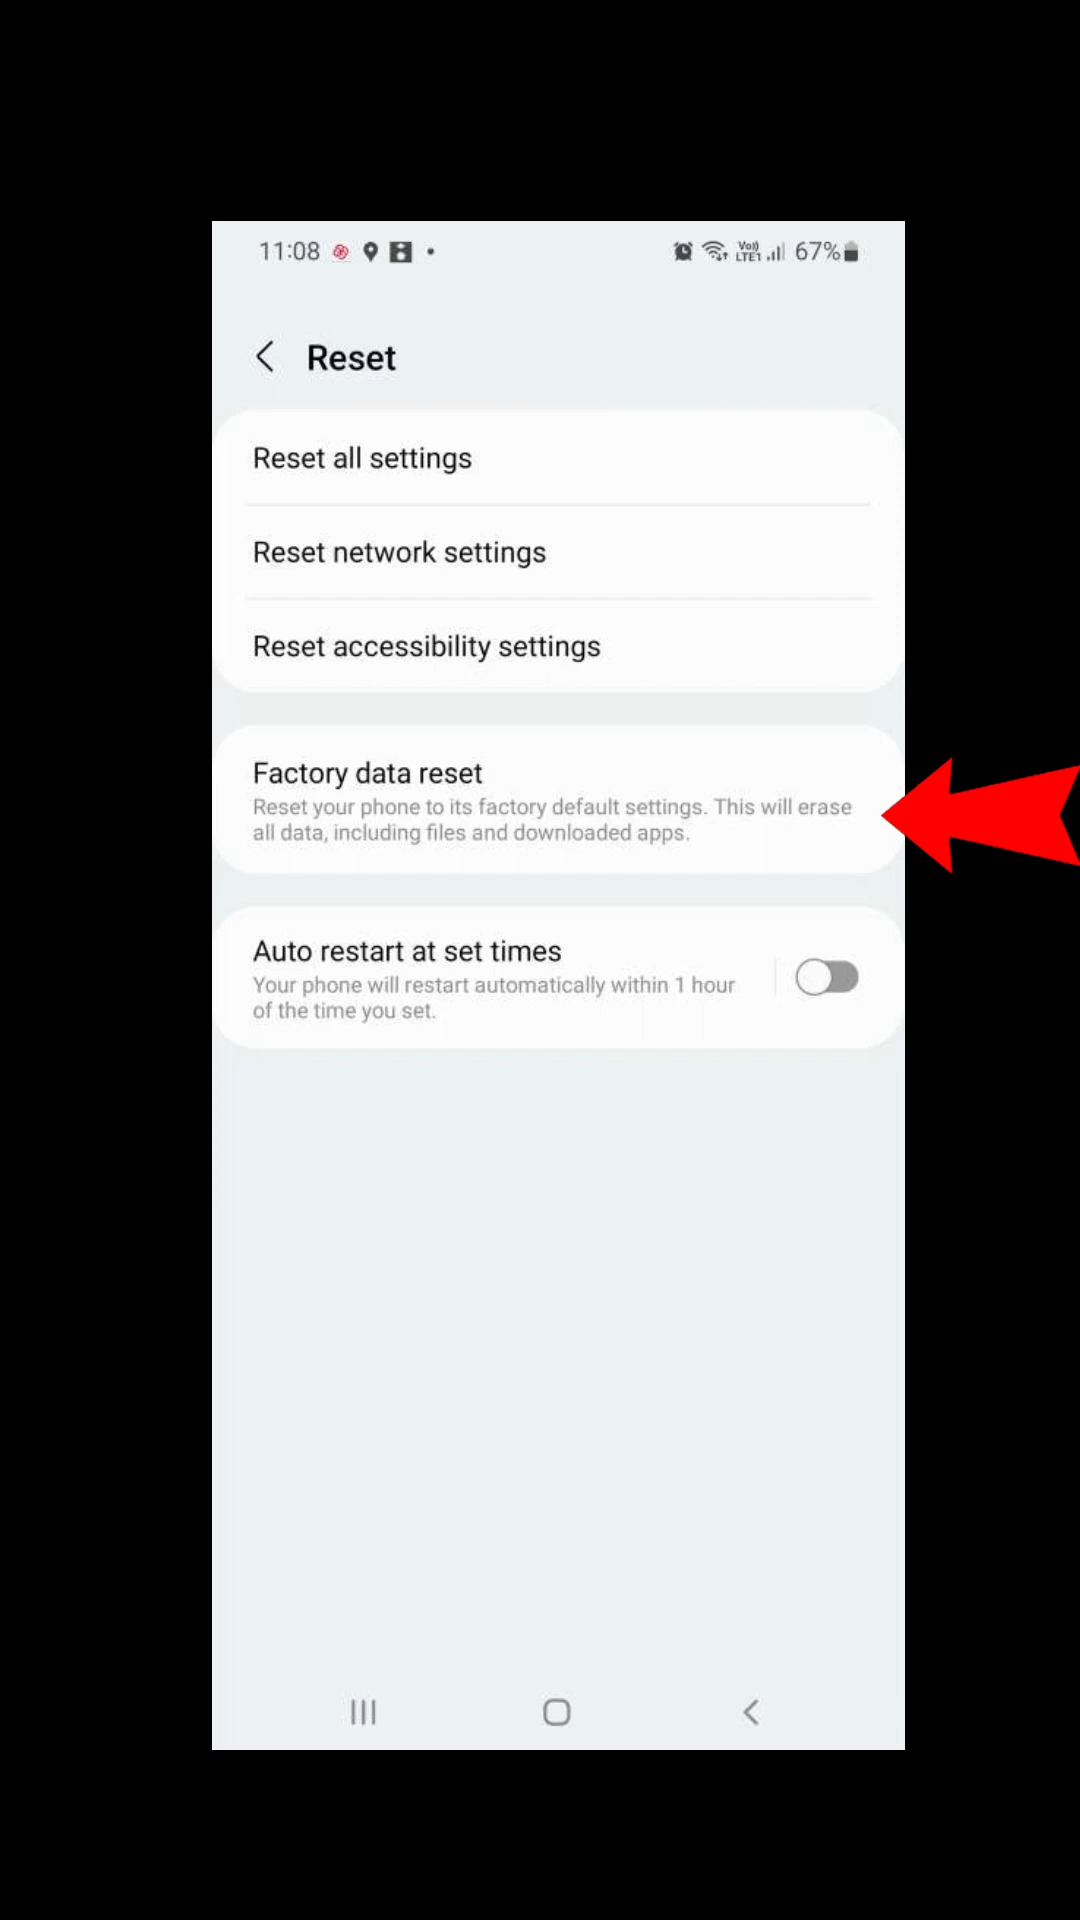 11:08 67%
Vo)) LTE1
Reset
Reset all settings
Reset network settings
Reset accessibility settings
Factory data reset
Reset your phone to its factory default settings. This will erase
all data, including files and downloaded apps.
Auto restart at set times
Your phone will restart automatically within 1 hour
of the time you set.